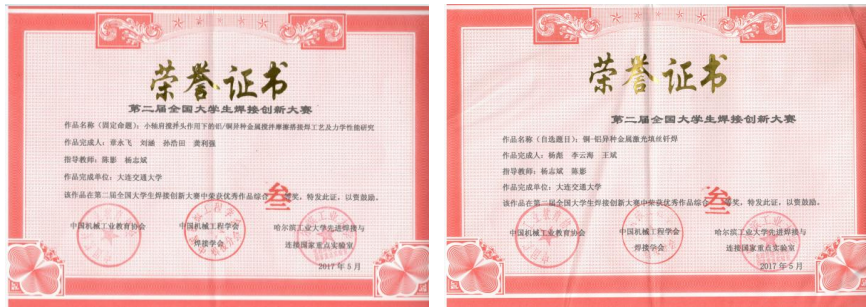 荣誉证书
第二届全国大学生焊接创新大赛
作品名称（固定命题）：小轴肩搅拌头作用下的铝/铜异种金属搅拌摩擦搭接焊工艺及力学性能研究
作品完成人：章永飞 刘涵 孙浩田 龚利强
指导教师：陈影 杨志斌
作品完成单位：大连交通大学
该作品在第二届全国大学生焊接创新大赛中荣获优秀作品综合叁等奖，特发此证，以资鼓励。
中国机械工业教育协会
中国机械工程学会
焊接学会
哈尔滨工业大学先进焊接与
连接国家重点实验室
2017 年 5 月
荣誉证书
第二届全国大学生焊接创新大赛
作品名称（自选题目）：铜-铝异种金属激光填丝钎焊
作品完成人：杨彪 李云海 王斌
指导教师：杨志斌 陈影
作品完成单位：大连交通大学
该作品在第二届全国大学生焊接创新大赛中荣获优秀作品综合叁等奖，特发此证，以资鼓励。
中国机械工业教育协会
中国机械工程学会
焊接学会
哈尔滨工业大学先进焊接与
连接国家重点实验室
2017 年 5 月